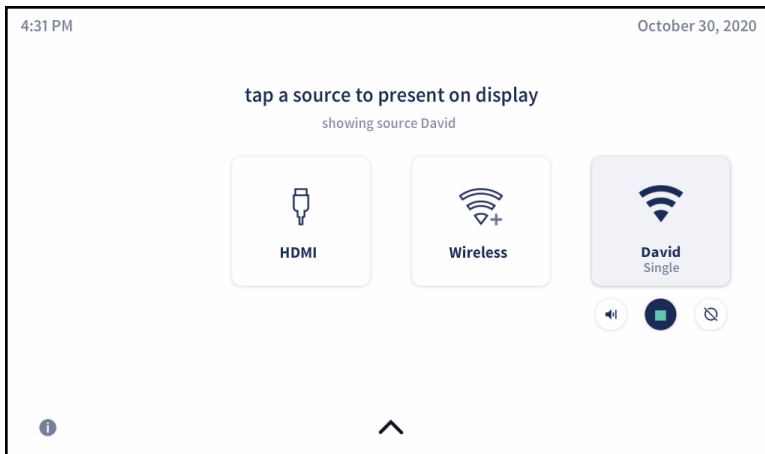 4:31 PM
October 30, 2020
tap a source to present on display
showing source David
HDMI
Wireless
David
Single